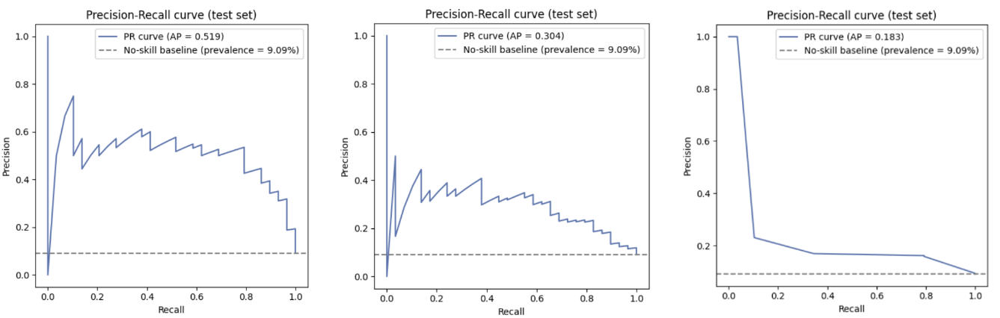 Precision-Recall curve (test set)
PR curve (AP = 0.519)
No-skill baseline (prevalence = 9.09%)
1.0
0.8
0.6
0.4
0.2
0.0
Precision
0.0 0.2 0.4 0.6 0.8 1.0
Recall
Precision-Recall curve (test set)
PR curve (AP = 0.304)
No-skill baseline (prevalence = 9.09%)
1.0
0.8
0.6
0.4
0.2
0.0
Precision
0.0 0.2 0.4 0.6 0.8 1.0
Recall
Precision-Recall curve (test set)
PR curve (AP = 0.183)
No-skill baseline (prevalence = 9.09%)
1.0
0.8
0.6
0.4
0.2
Precision
0.0 0.2 0.4 0.6 0.8 1.0
Recall